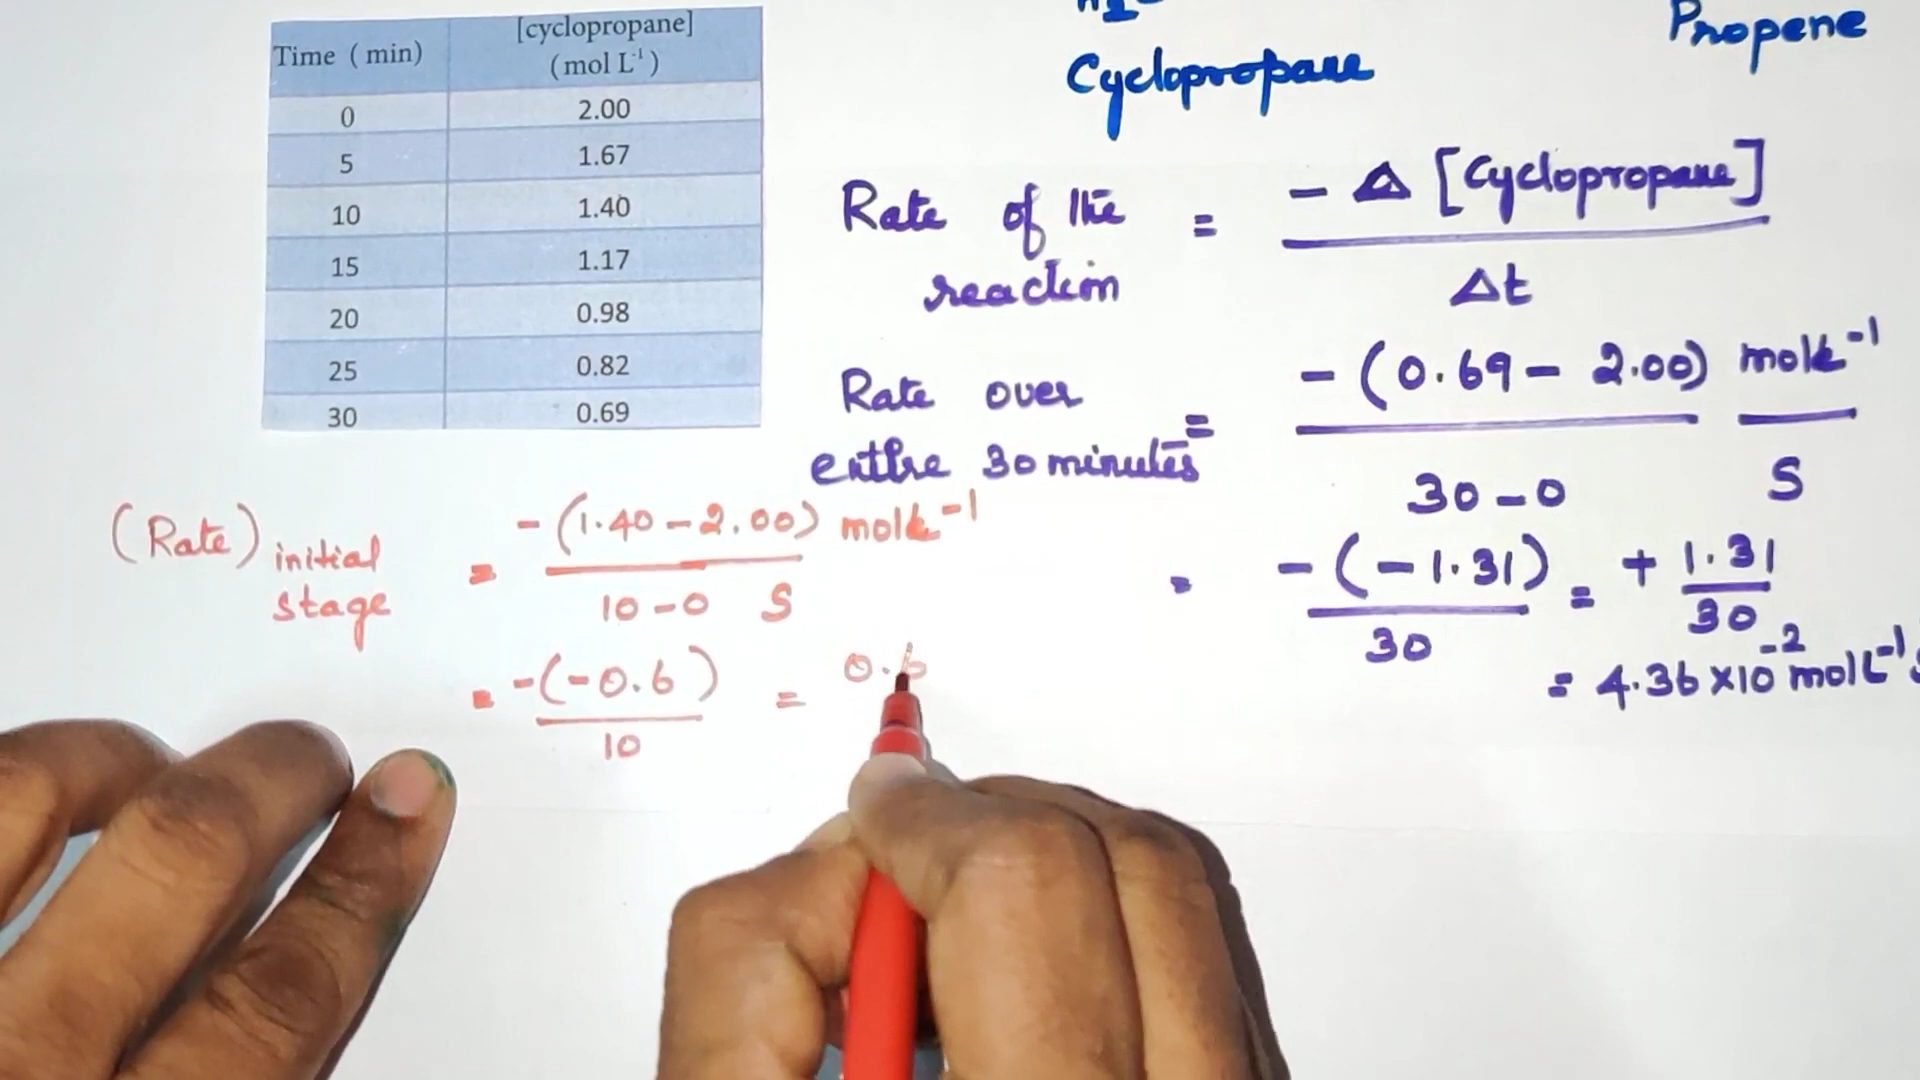 Time ( min) [cyclopropane] (mol L-1)
0 2.00
5 1.67
10 1.40
15 1.17
20 0.98
25 0.82
30 0.69
Cyclopropane
Propene
Rate of the reaction = - Δ [Cyclopropane] / Δt
Rate over entire 30 minutes = - (0.69 - 2.00) molL-1 / 30 - 0 S
= - (-1.31) / 30 = + 1.31 / 30
= 4.36 x 10-2 mol L-1 S
(Rate) initial stage = - (1.40 - 2.00) molL-1 / 10 - 0 S
= -(-0.6) / 10 = 0.6